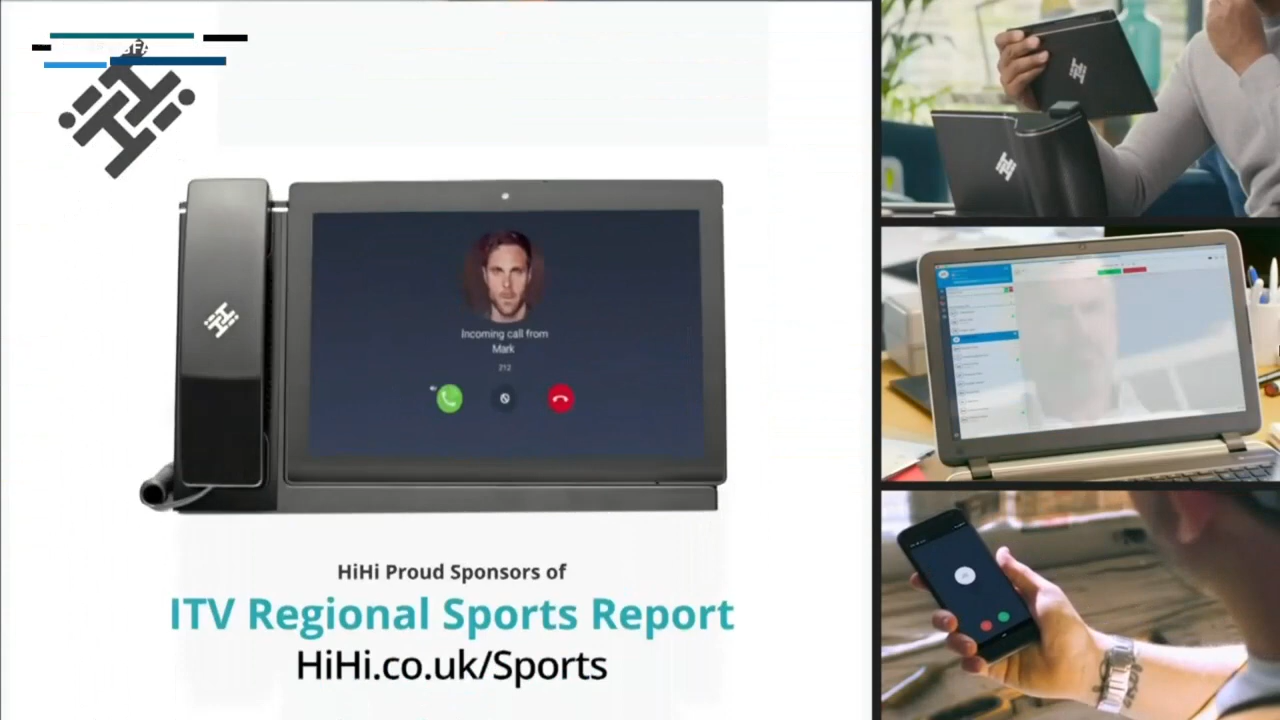 Incoming call from
Mark
212
HiHi Proud Sponsors of
ITV Regional Sports Report
HiHi.co.uk/Sports